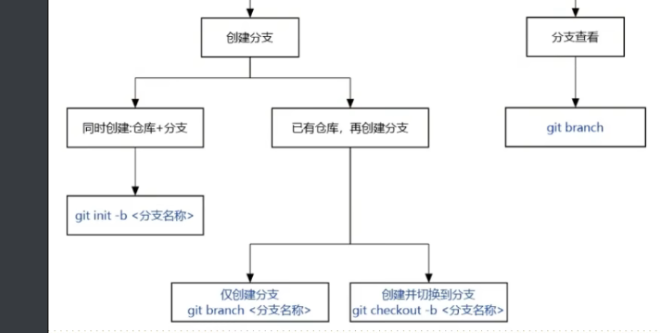 创建分支
分支查看
同时创建:仓库+分支
已有仓库，再创建分支
git branch
git init -b <分支名称>
仅创建分支
git branch <分支名称>
创建并切换到分支
git checkout -b <分支名称>